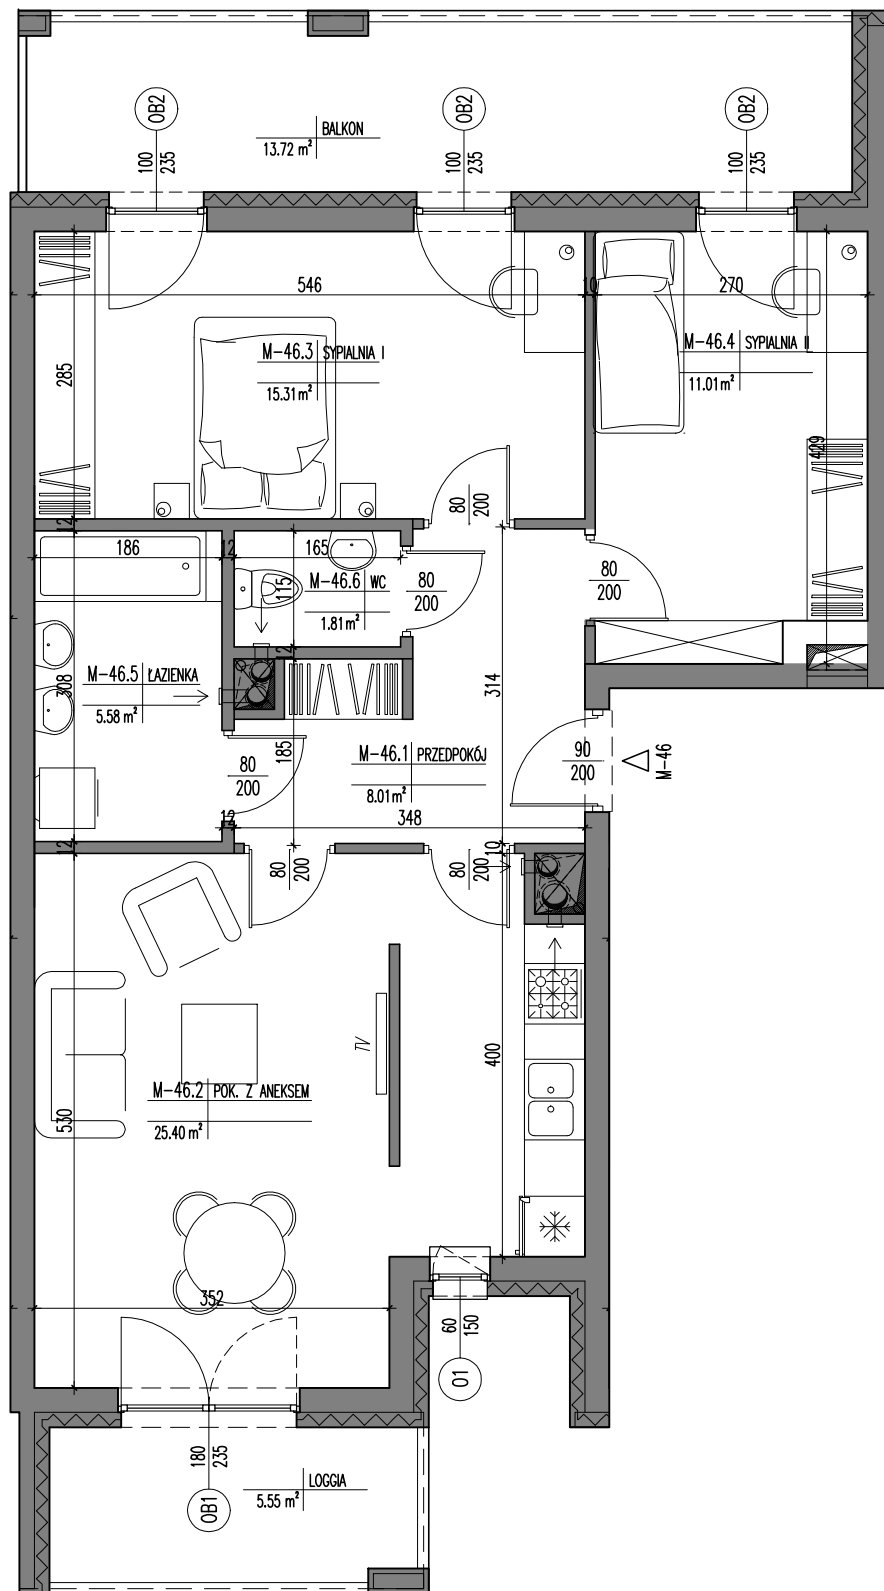 OB2
OB2
OB2
100
235
100
235
100
235
BALKON
13.72 m²
546
10
270
M-46.3 SYPIALNIA I
15.31 m²
M-46.4 SYPIALNIA II
11.01 m²
285
429
80
200
12
186
12
165
115
M-46.6 WC
1.81 m²
80
200
80
200
12
M-46.5 ŁAZIENKA
5.58 m²
308
314
185
M-46.1 PRZEDPOKÓJ
8.01 m²
90
200
M-46
80
200
12
348
12
80
200
80
200
10
400
TV
M-46.2 POK. Z ANEKSEM
25.40 m²
530
352
60
150
O1
180
235
OB1
LOGGIA
5.55 m²